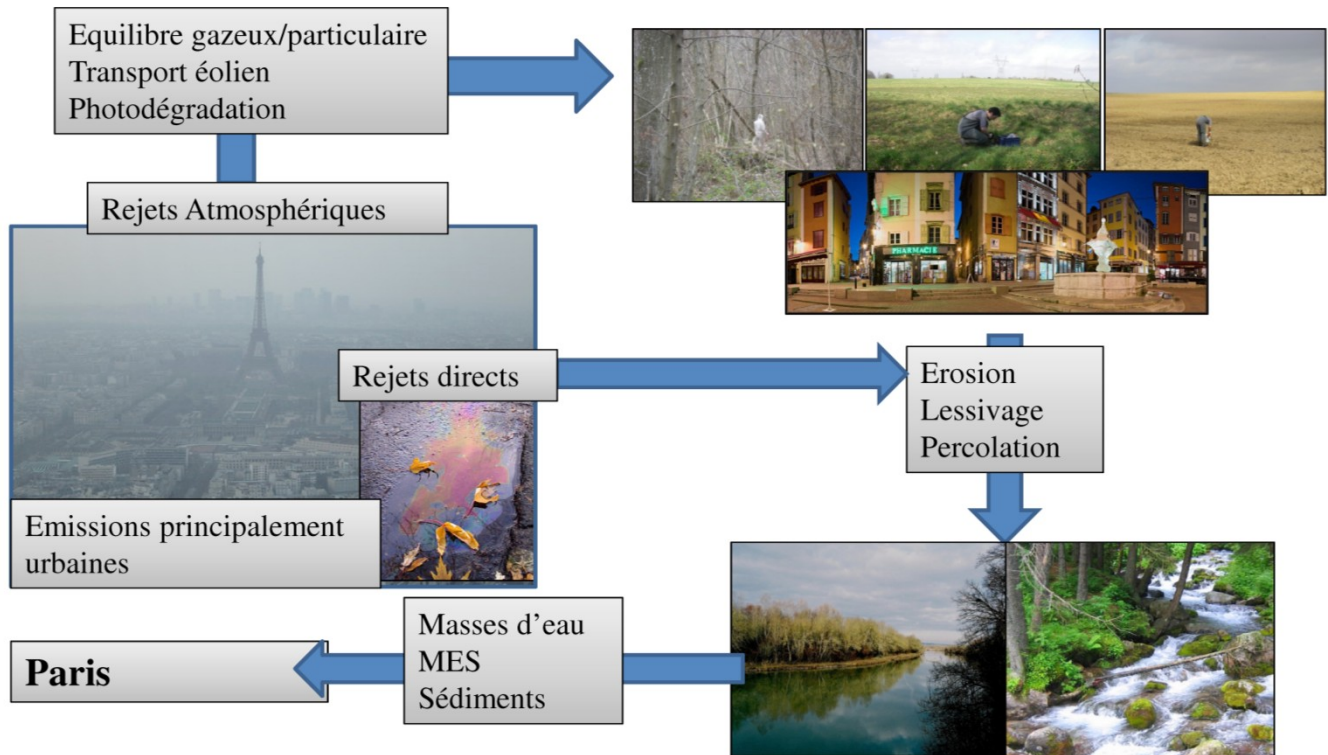 Equilibre gazeux/particulaire
Transport éolien
Photodégradation
Rejets Atmosphériques
PHARMACIE
Rejets directs
Erosion
Lessivage
Percolation
Emissions principalement
urbaines
Masses d’eau
MES
Sédiments
Paris